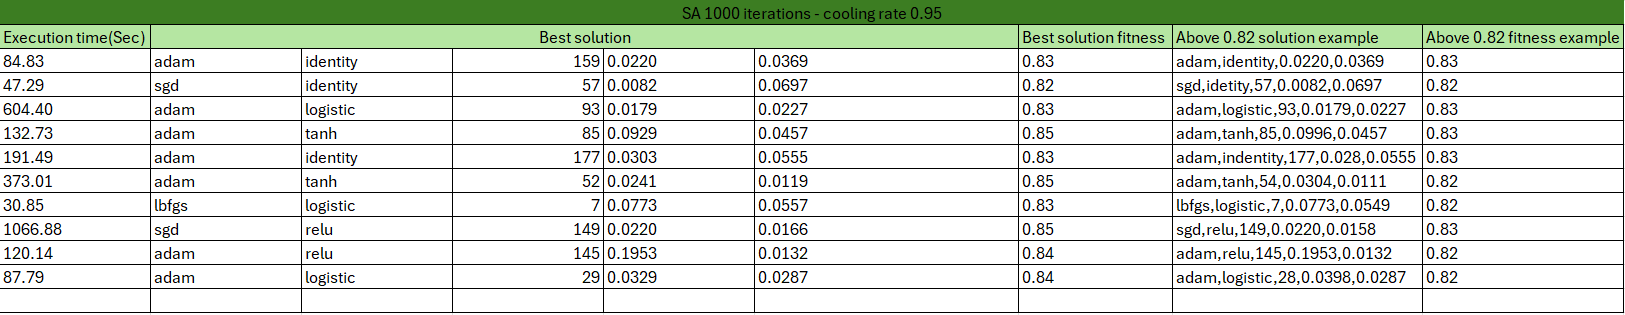 SA 1000 iterations - cooling rate 0.95
Execution time(Sec) Best solution Best solution fitness Above 0.82 solution example Above 0.82 fitness example
84.83 adam identity 159 0.0220 0.0369 0.83 adam,identity,0.0220,0.0369 0.83
47.29 sgd identity 57 0.0082 0.0697 0.82 sgd,idetity,57,0.0082,0.0697 0.82
604.40 adam logistic 93 0.0179 0.0227 0.83 adam,logistic,93,0.0179,0.0227 0.83
132.73 adam tanh 85 0.0929 0.0457 0.85 adam,tanh,85,0.0996,0.0457 0.83
191.49 adam identity 177 0.0303 0.0555 0.83 adam,indentity,177,0.028,0.0555 0.83
373.01 adam tanh 52 0.0241 0.0119 0.85 adam,tanh,54,0.0304,0.0111 0.82
30.85 lbfgs logistic 7 0.0773 0.0557 0.83 lbfgs,logistic,7,0.0773,0.0549 0.82
1066.88 sgd relu 149 0.0220 0.0166 0.85 sgd,relu,149,0.0220,0.0158 0.83
120.14 adam relu 145 0.1953 0.0132 0.84 adam,relu,145,0.1953,0.0132 0.82
87.79 adam logistic 29 0.0329 0.0287 0.84 adam,logistic,28,0.0398,0.0287 0.82